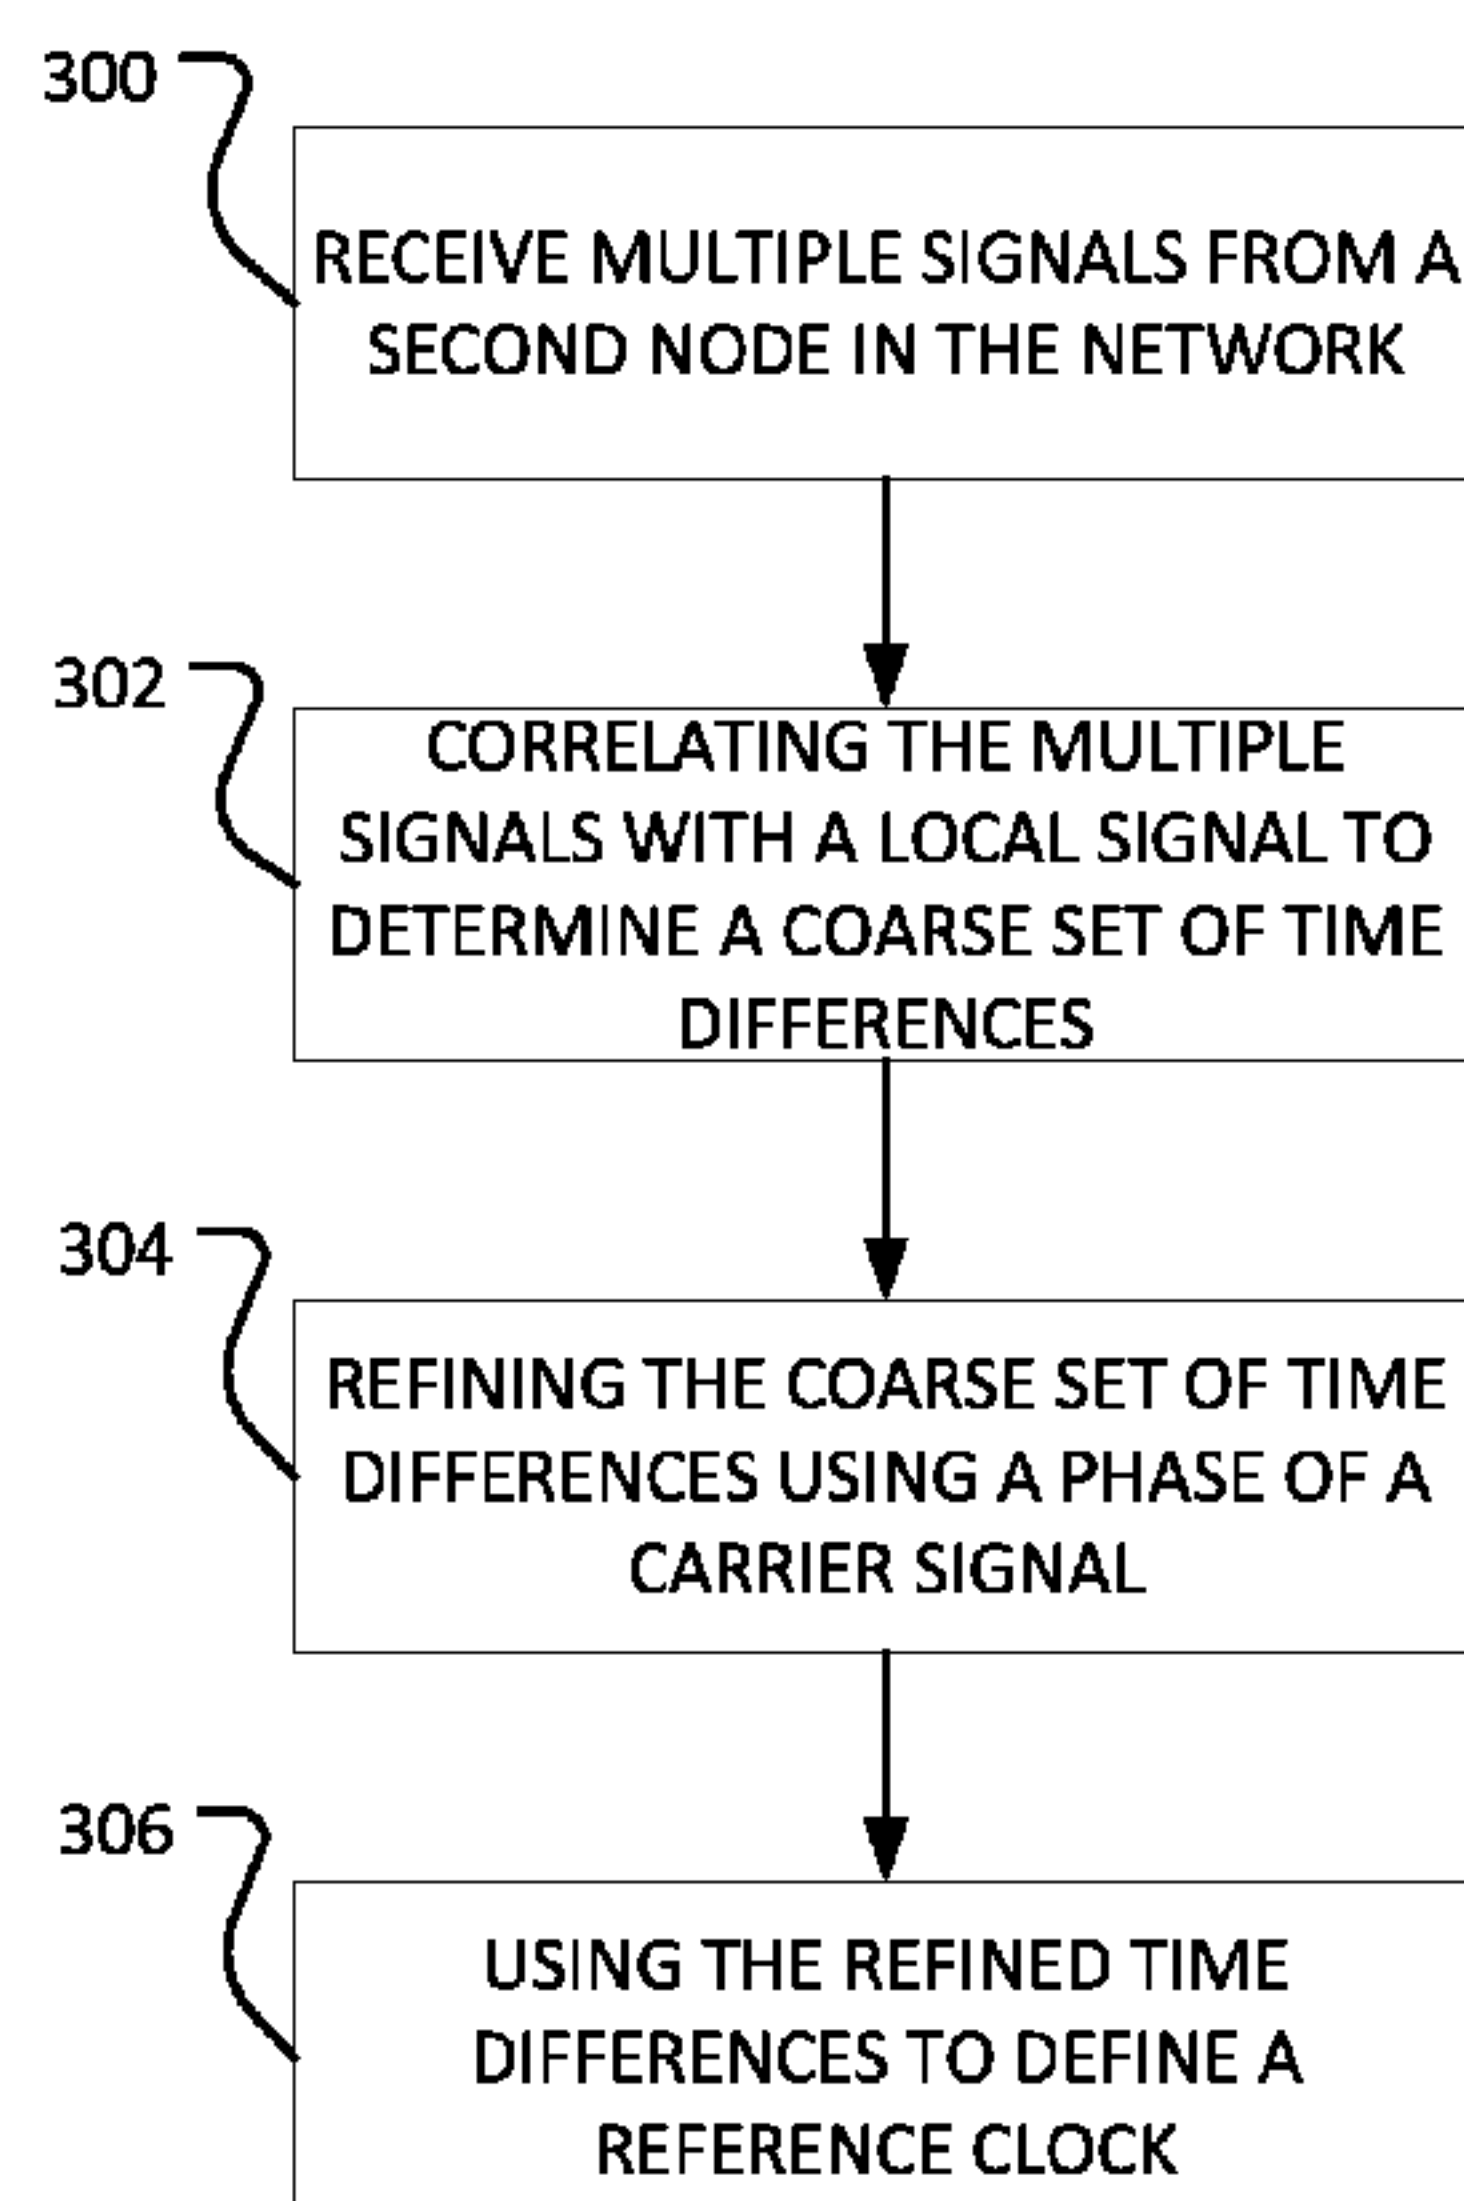 300
RECEIVE MULTIPLE SIGNALS FROM A
SECOND NODE IN THE NETWORK
302
CORRELATING THE MULTIPLE
SIGNALS WITH A LOCAL SIGNAL TO
DETERMINE A COARSE SET OF TIME
DIFFERENCES
304
REFINING THE COARSE SET OF TIME
DIFFERENCES USING A PHASE OF A
CARRIER SIGNAL
306
USING THE REFINED TIME
DIFFERENCES TO DEFINE A
REFERENCE CLOCK